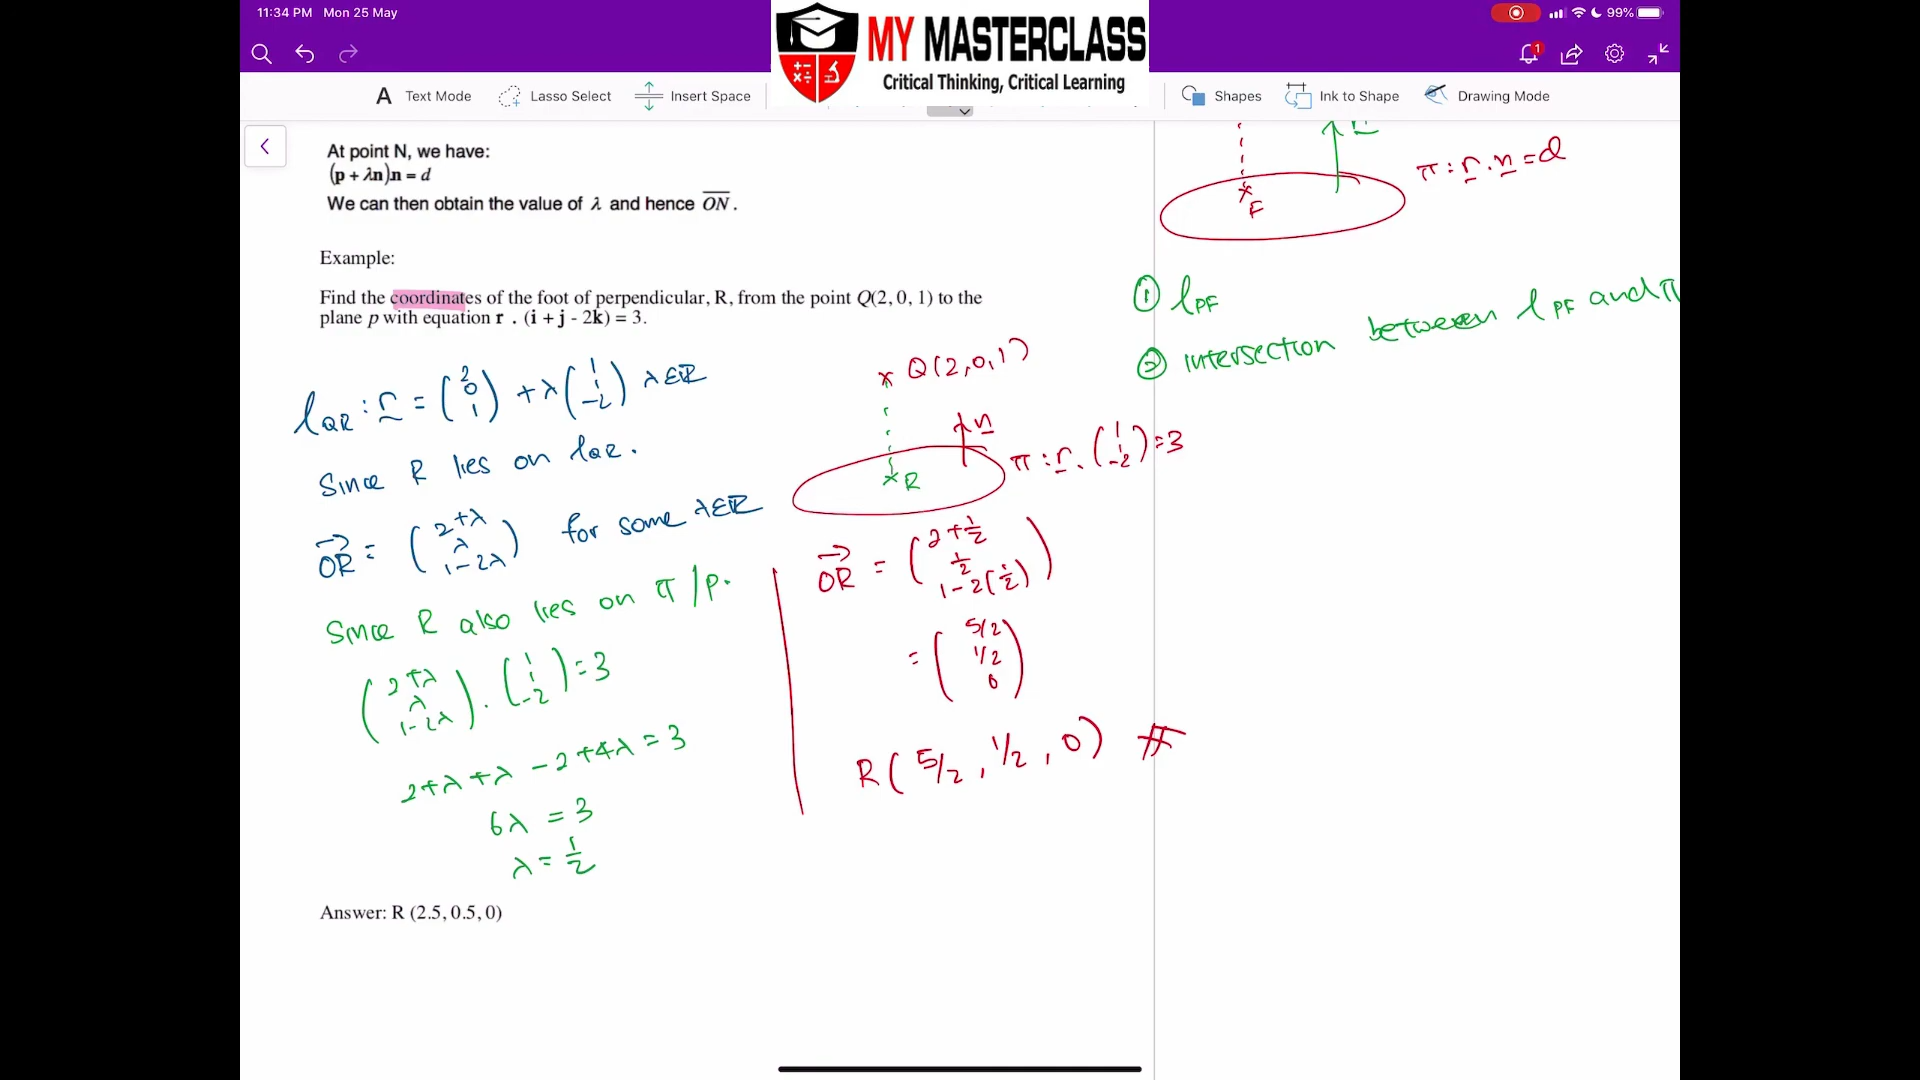 11:34 PM Mon 25 May
99%
MY MASTERCLASS
Critical Thinking, Critical Learning
1
A Text Mode
Lasso Select
Insert Space
Shapes
Ink to Shape
Drawing Mode
At point N, we have:
(p + λn).n = d
We can then obtain the value of λ and hence ON.
Example:
Find the coordinates of the foot of perpendicular, R, from the point Q(2, 0, 1) to the
plane p with equation r . (i + j - 2k) = 3.
l QR : r = (2 0 1) + λ (1 1 -2) λ∈ℝ
Since R lies on l QR.
OR = (2+λ λ 1-2λ) for some λ∈ℝ
Since R also lies on π / p.
(2+λ λ 1-2λ) . (1 1 -2) = 3
2+λ+λ-2+4λ = 3
6λ = 3
λ = 1/2
Answer: R (2.5, 0.5, 0)
x Q(2,0,1)
n
x R
π : r . (1 1 -2) = 3
OR = (2+1/2 1/2 1-2(1/2))
= (5/2 1/2 0)
R (5/2, 1/2, 0) #
n
π : r . n = d
x F
① l PF
② intersection between l PF and π